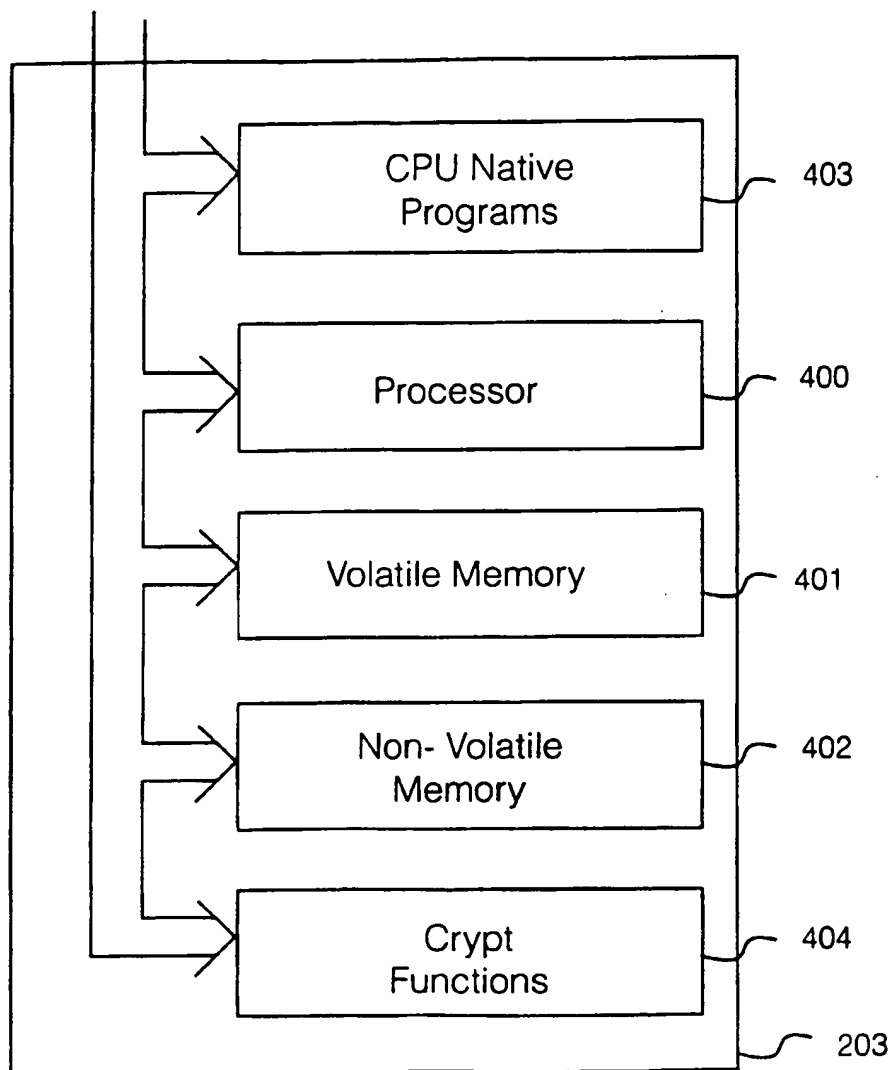 CPU Native
Programs
403
Processor
400
Volatile Memory
401
Non- Volatile
Memory
402
Crypt
Functions
404
203